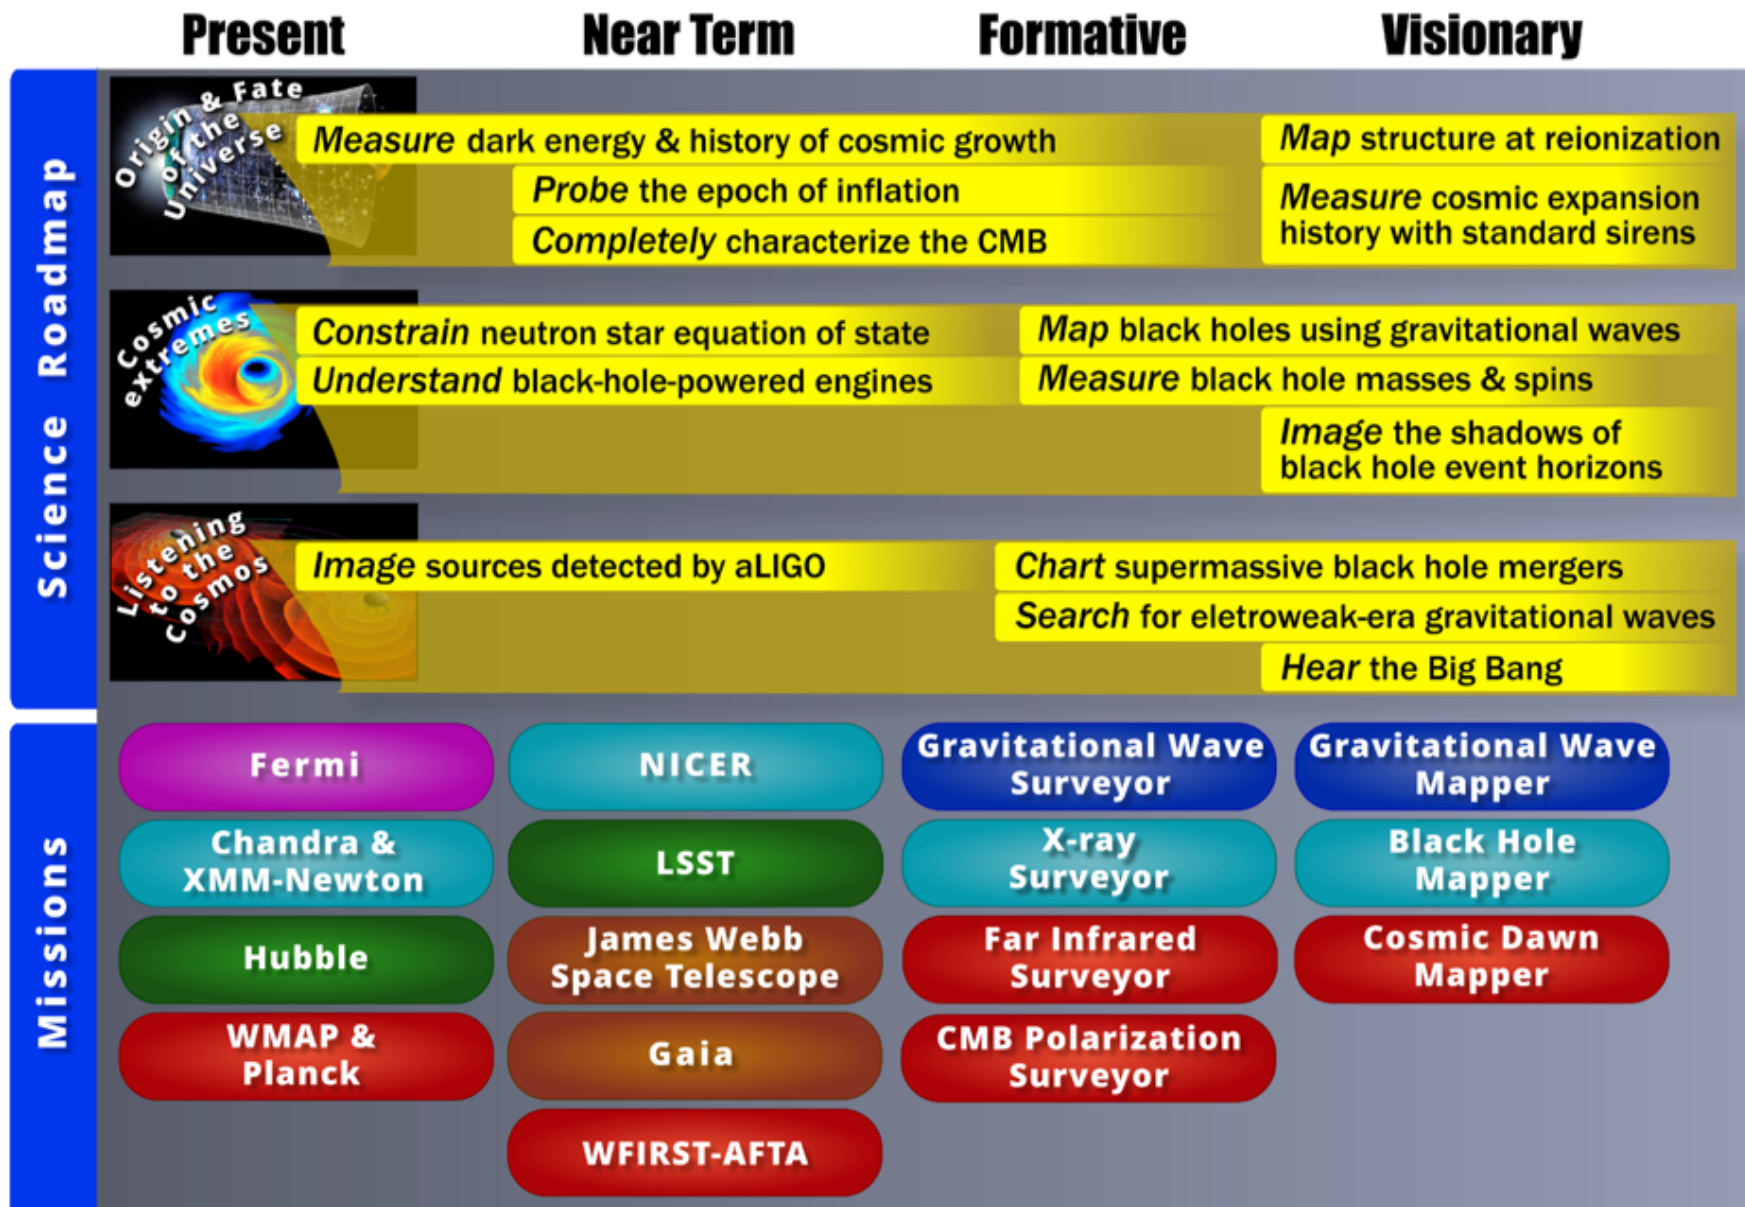 Present Near Term Formative Visionary
Science Roadmap
Origin & Fate
of the
Universe
Measure dark energy & history of cosmic growth
Probe the epoch of inflation
Completely characterize the CMB
Map structure at reionization
Measure cosmic expansion
history with standard sirens
Cosmic
extremes
Constrain neutron star equation of state
Understand black-hole-powered engines
Map black holes using gravitational waves
Measure black hole masses & spins
Image the shadows of
black hole event horizons
Listening
to the
Cosmos
Image sources detected by aLIGO
Chart supermassive black hole mergers
Search for eletroweak-era gravitational waves
Hear the Big Bang
Missions
Fermi
Chandra &
XMM-Newton
Hubble
WMAP &
Planck
NICER
LSST
James Webb
Space Telescope
Gaia
WFIRST-AFTA
Gravitational Wave
Surveyor
X-ray
Surveyor
Far Infrared
Surveyor
CMB Polarization
Surveyor
Gravitational Wave
Mapper
Black Hole
Mapper
Cosmic Dawn
Mapper